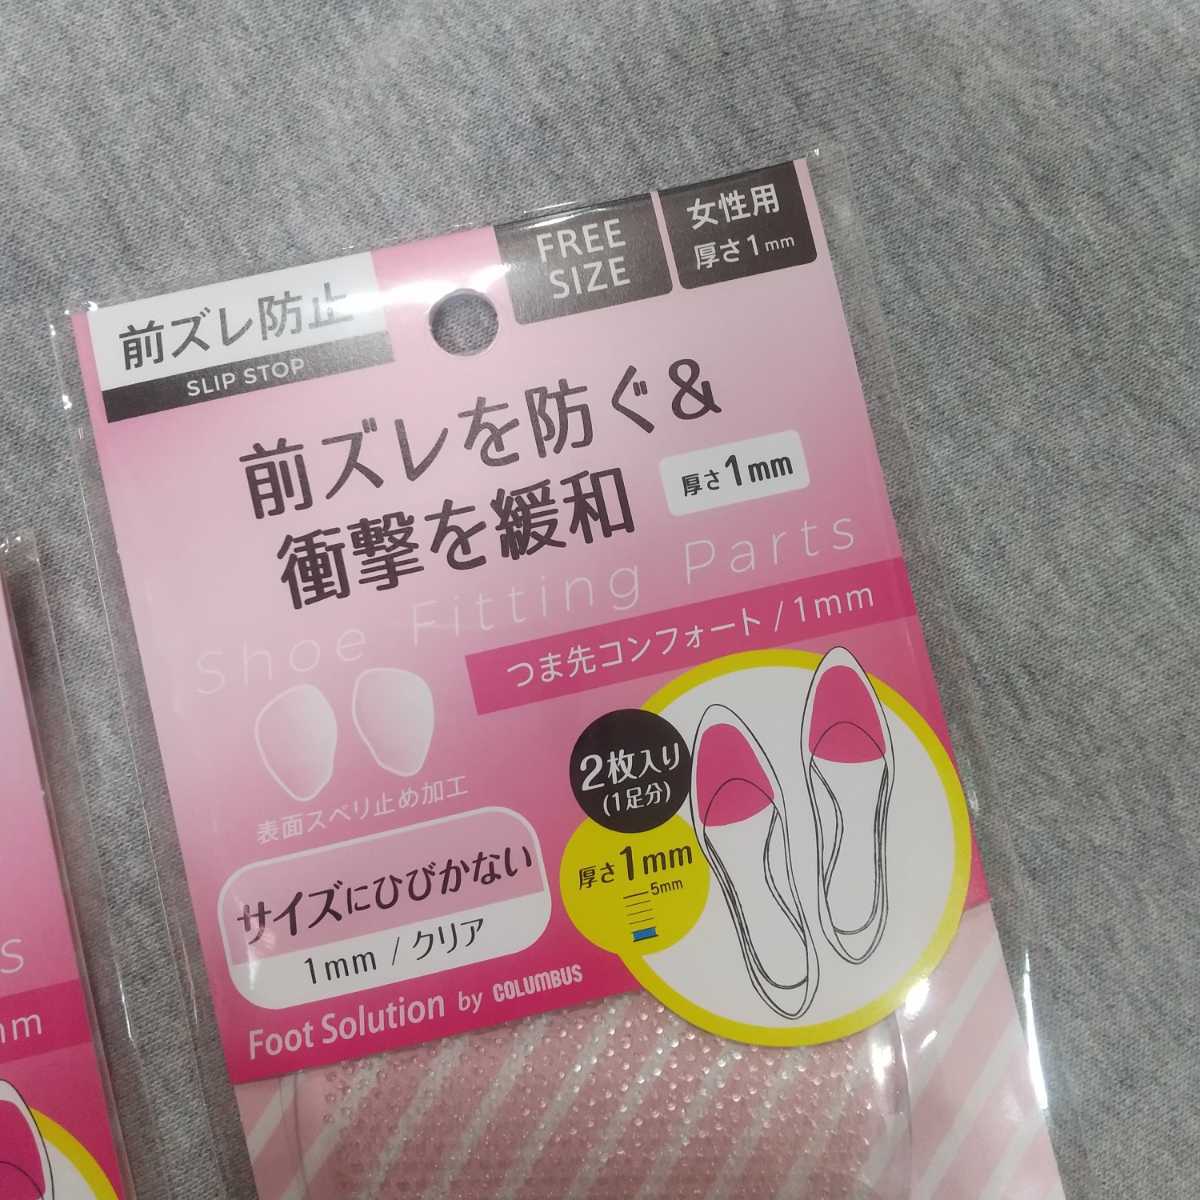 前ズレ防止
SLIP STOP
FREE
SIZE
女性用
厚さ1mm
前ズレを防ぐ&
衝撃を緩和
厚さ1mm
Shoe Fitting Parts
つま先コンフォート/1mm
表面スベリ止め加工
2枚入り
(1足分)
厚さ1mm
5mm
サイズにひびかない
1mm/クリア
Foot Solution by COLUMBUS
s
mm